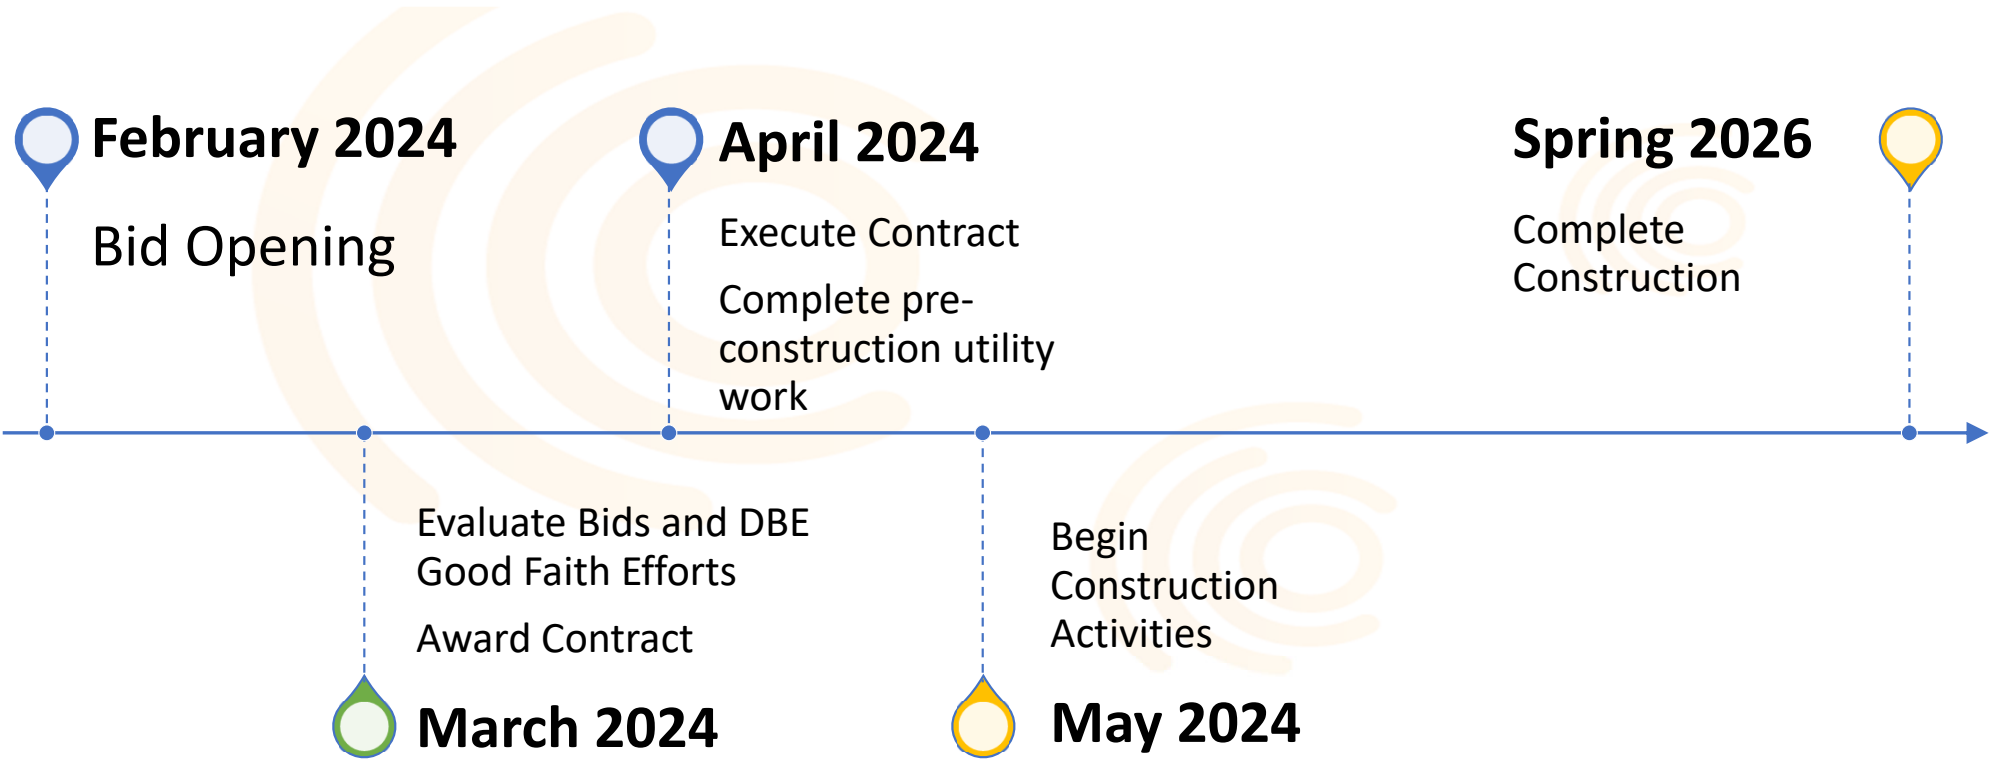 February 2024
Bid Opening
Evaluate Bids and DBE
Good Faith Efforts
Award Contract
March 2024
April 2024
Execute Contract
Complete pre-
construction utility
work
Begin
Construction
Activities
May 2024
Spring 2026
Complete
Construction